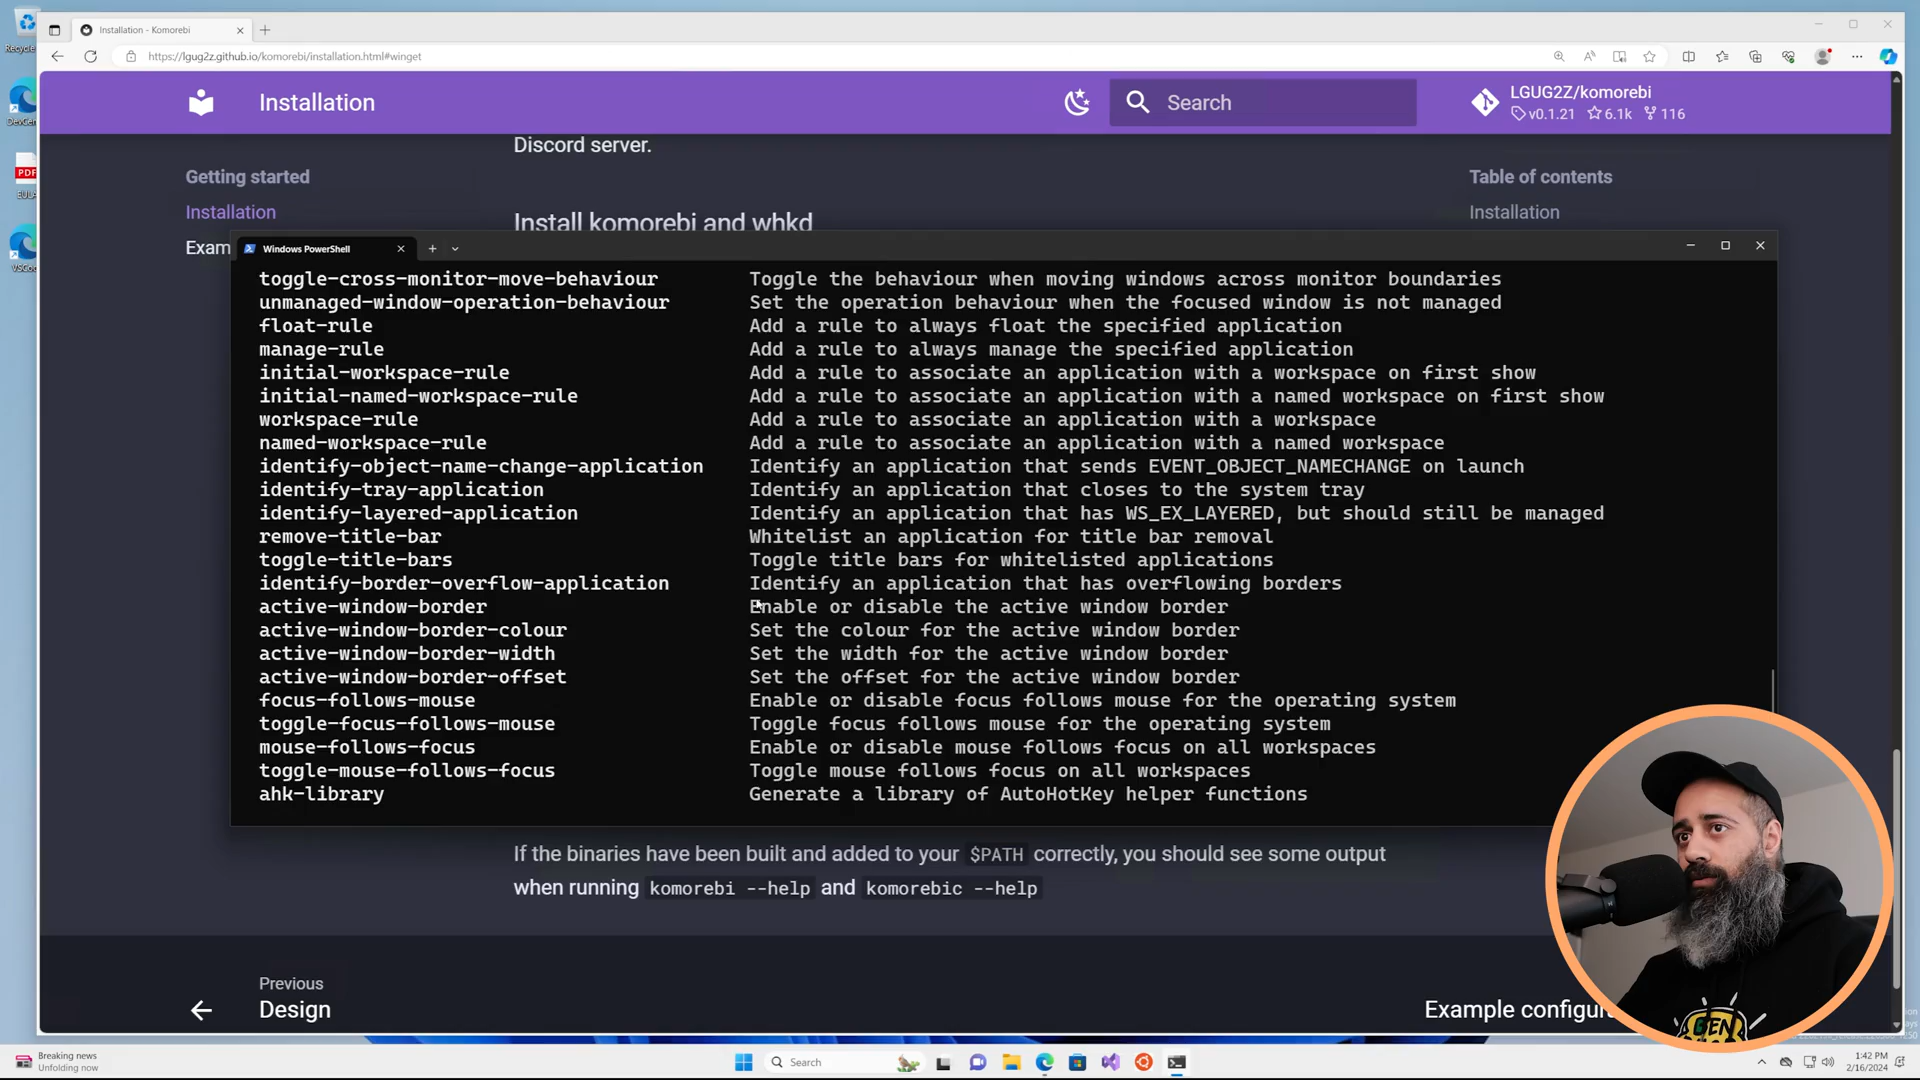 Recycle
DevCen
EULA
VSCod
Installation - Komorebi
https://lgug2z.github.io/komorebi/installation.html#winget
Installation
Search
LGUG2Z/komorebi
v0.1.21 6.1k 116
Discord server.
Getting started
Installation
Exam
Table of contents
Installation
Install komorebi and whkd
Windows PowerShell
toggle-cross-monitor-move-behaviour Toggle the behaviour when moving windows across monitor boundaries
unmanaged-window-operation-behaviour Set the operation behaviour when the focused window is not managed
float-rule Add a rule to always float the specified application
manage-rule Add a rule to always manage the specified application
initial-workspace-rule Add a rule to associate an application with a workspace on first show
initial-named-workspace-rule Add a rule to associate an application with a named workspace on first show
workspace-rule Add a rule to associate an application with a workspace
named-workspace-rule Add a rule to associate an application with a named workspace
identify-object-name-change-application Identify an application that sends EVENT_OBJECT_NAMECHANGE on launch
identify-tray-application Identify an application that closes to the system tray
identify-layered-application Identify an application that has WS_EX_LAYERED, but should still be managed
remove-title-bar Whitelist an application for title bar removal
toggle-title-bars Toggle title bars for whitelisted applications
identify-border-overflow-application Identify an application that has overflowing borders
active-window-border Enable or disable the active window border
active-window-border-colour Set the colour for the active window border
active-window-border-width Set the width for the active window border
active-window-border-offset Set the offset for the active window border
focus-follows-mouse Enable or disable focus follows mouse for the operating system
toggle-focus-follows-mouse Toggle focus follows mouse for the operating system
mouse-follows-focus Enable or disable mouse follows focus on all workspaces
toggle-mouse-follows-focus Toggle mouse follows focus on all workspaces
ahk-library Generate a library of AutoHotKey helper functions
If the binaries have been built and added to your $PATH correctly, you should see some output
when running komorebi --help and komorebic --help
Previous
Design
Example configur
GEN
Breaking news
Unfolding now
Search
1:42 PM
2/16/2024